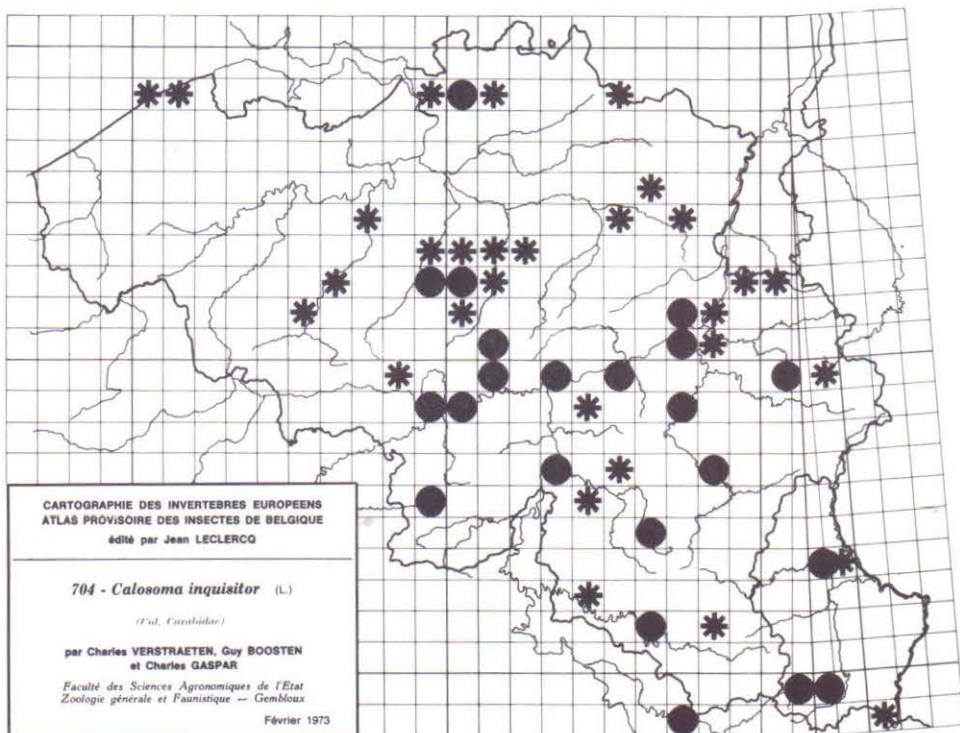 CARTOGRAPHIE DES INVERTEBRES EUROPEENS
ATLAS PROViSOIRE DES INSECTES DE BELGIQUE
édité par Jean LECLERCQ
704 - Calosoma inquisitor (L.)
(Col. Carabidae)
par Charles VERSTRAETEN, Guy BOOSTEN
et Charles GASPAR
Faculté des Sciences Agronomiques de l'Etat
Zoologie générale et Faunistique — Gembloux
Février 1973